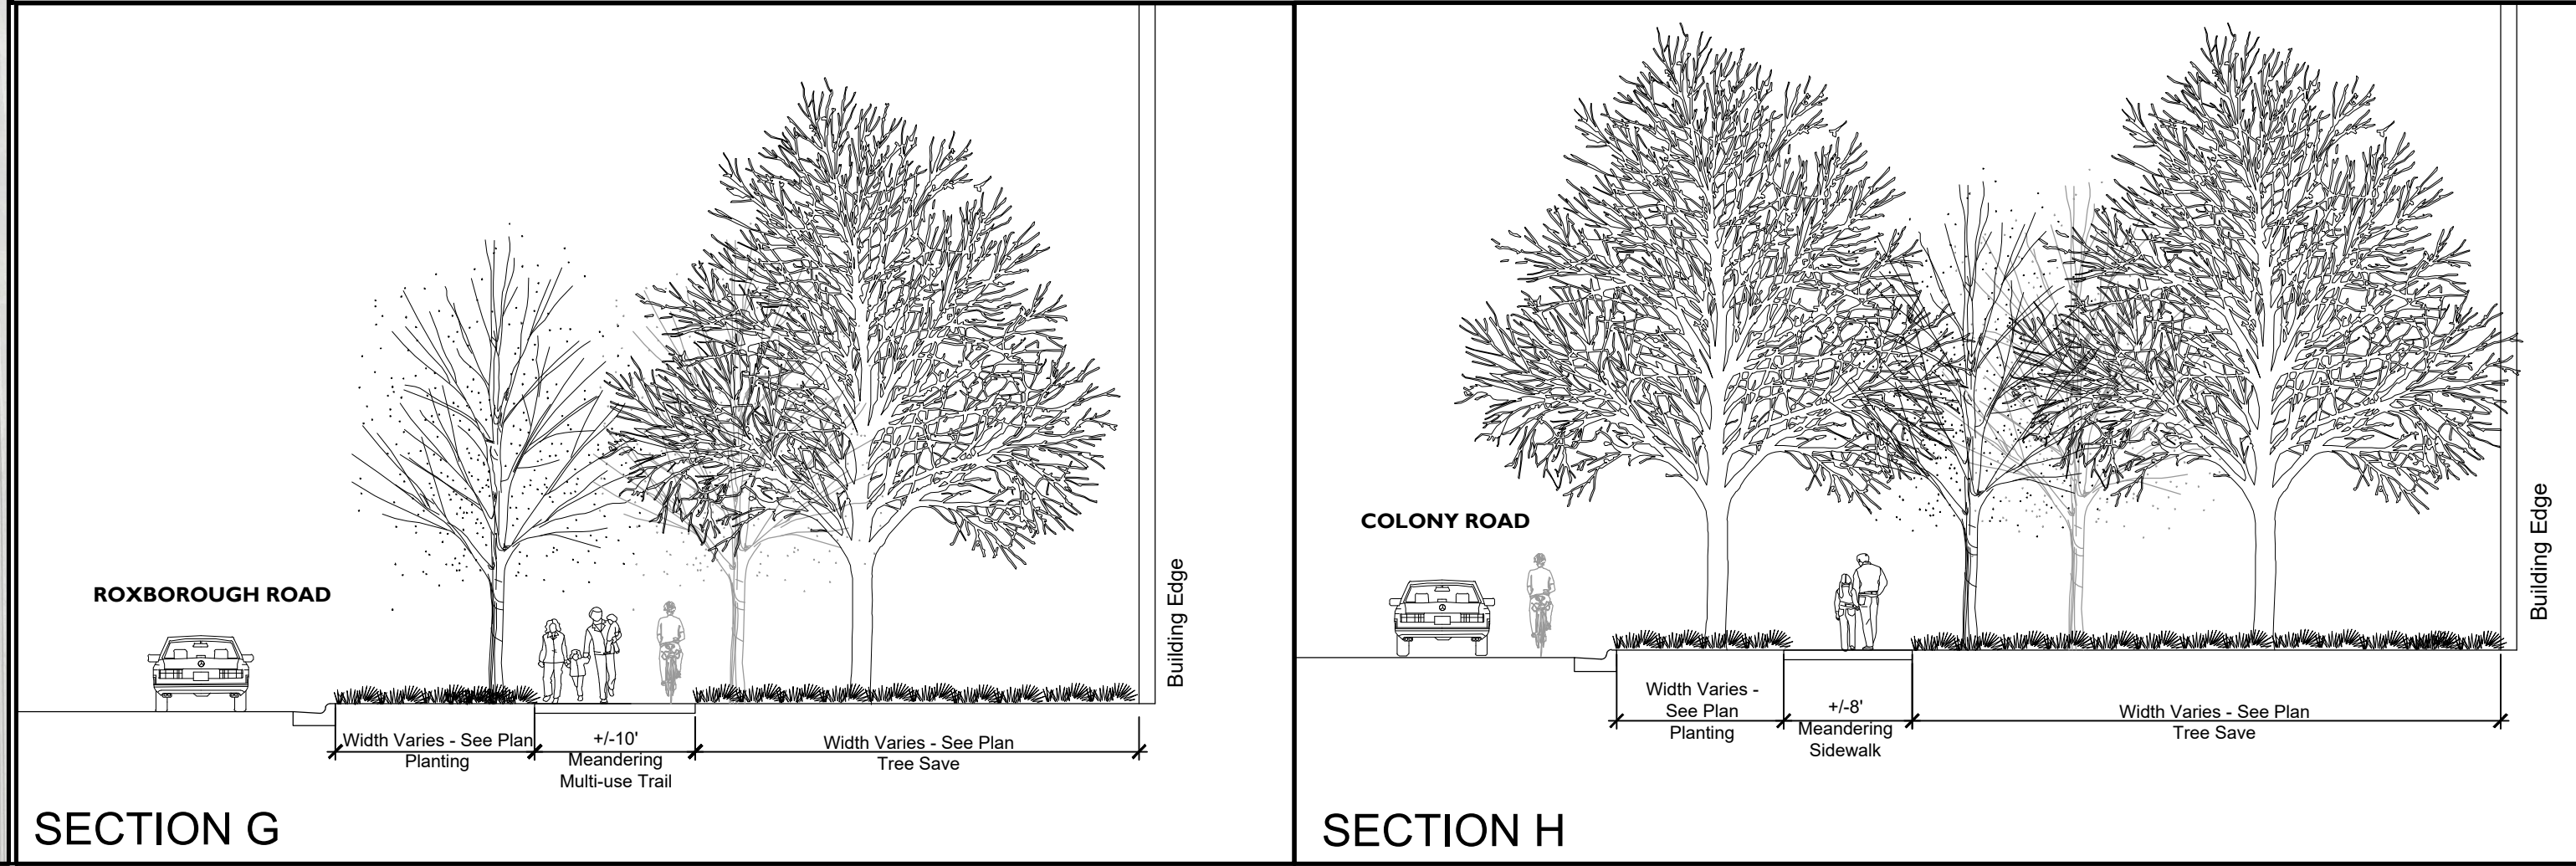 ROXBOROUGH ROAD
Building Edge
Width Varies - See Plan
Planting
+/-10'
Meandering
Multi-use Trail
Width Varies - See Plan
Tree Save
SECTION G
COLONY ROAD
Building Edge
Width Varies -
See Plan
Planting
+/-8'
Meandering
Sidewalk
Width Varies - See Plan
Tree Save
SECTION H